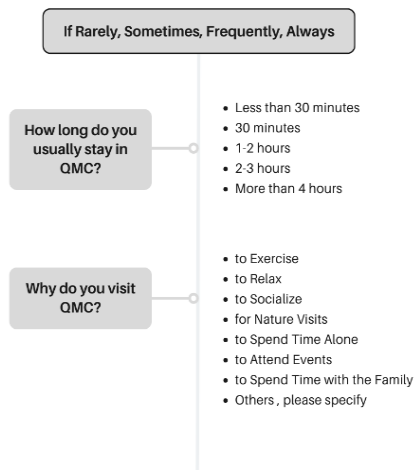 If Rarely, Sometimes, Frequently, Always
How long do you
usually stay in
QMC?
• Less than 30 minutes
• 30 minutes
• 1-2 hours
• 2-3 hours
• More than 4 hours
Why do you visit
QMC?
• to Exercise
• to Relax
• to Socialize
• for Nature Visits
• to Spend Time Alone
• to Attend Events
• to Spend Time with the Family
• Others , please specify